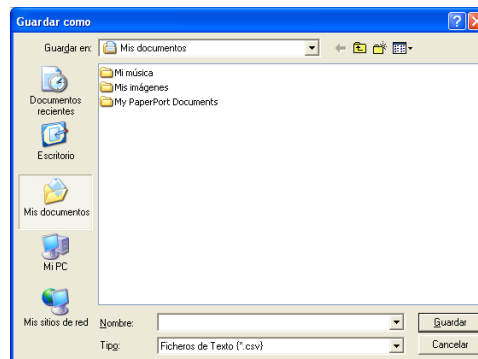 Guardar como
Guardar en:
Mis documentos
Mi música
Mis imágenes
My PaperPort Documents
Documentos
recientes
Escritorio
Mis documentos
Mi PC
Mis sitios de red
Nombre:
Guardar
Tipo:
Ficheros de Texto {*.csv}
Cancelar